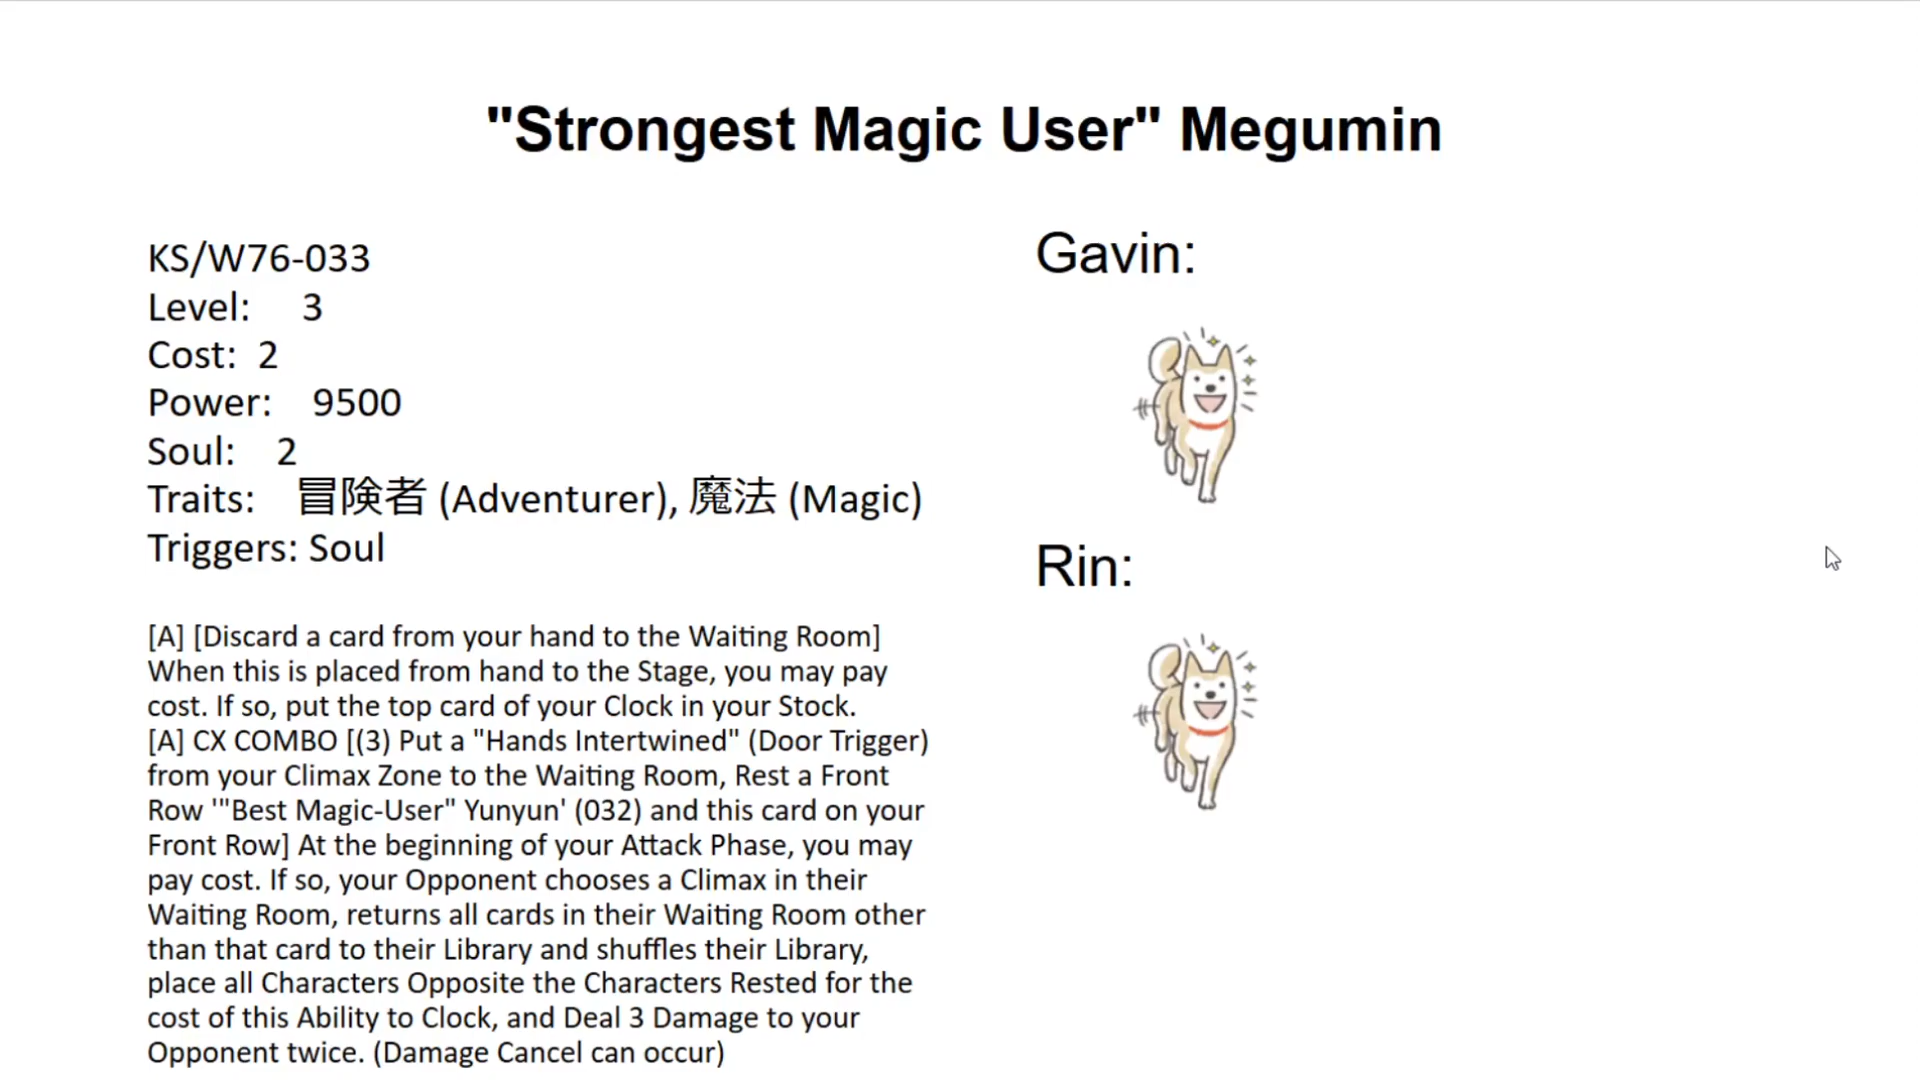 "Strongest Magic User" Megumin
KS/W76-033
Level: 3
Cost: 2
Power: 9500
Soul: 2
Traits: 冒険者 (Adventurer), 魔法 (Magic)
Triggers: Soul
[A] [Discard a card from your hand to the Waiting Room]
When this is placed from hand to the Stage, you may pay
cost. If so, put the top card of your Clock in your Stock.
[A] CX COMBO [(3) Put a "Hands Intertwined" (Door Trigger)
from your Climax Zone to the Waiting Room, Rest a Front
Row '"Best Magic-User" Yunyun' (032) and this card on your
Front Row] At the beginning of your Attack Phase, you may
pay cost. If so, your Opponent chooses a Climax in their
Waiting Room, returns all cards in their Waiting Room other
than that card to their Library and shuffles their Library,
place all Characters Opposite the Characters Rested for the
cost of this Ability to Clock, and Deal 3 Damage to your
Opponent twice. (Damage Cancel can occur)
Gavin:
Rin: